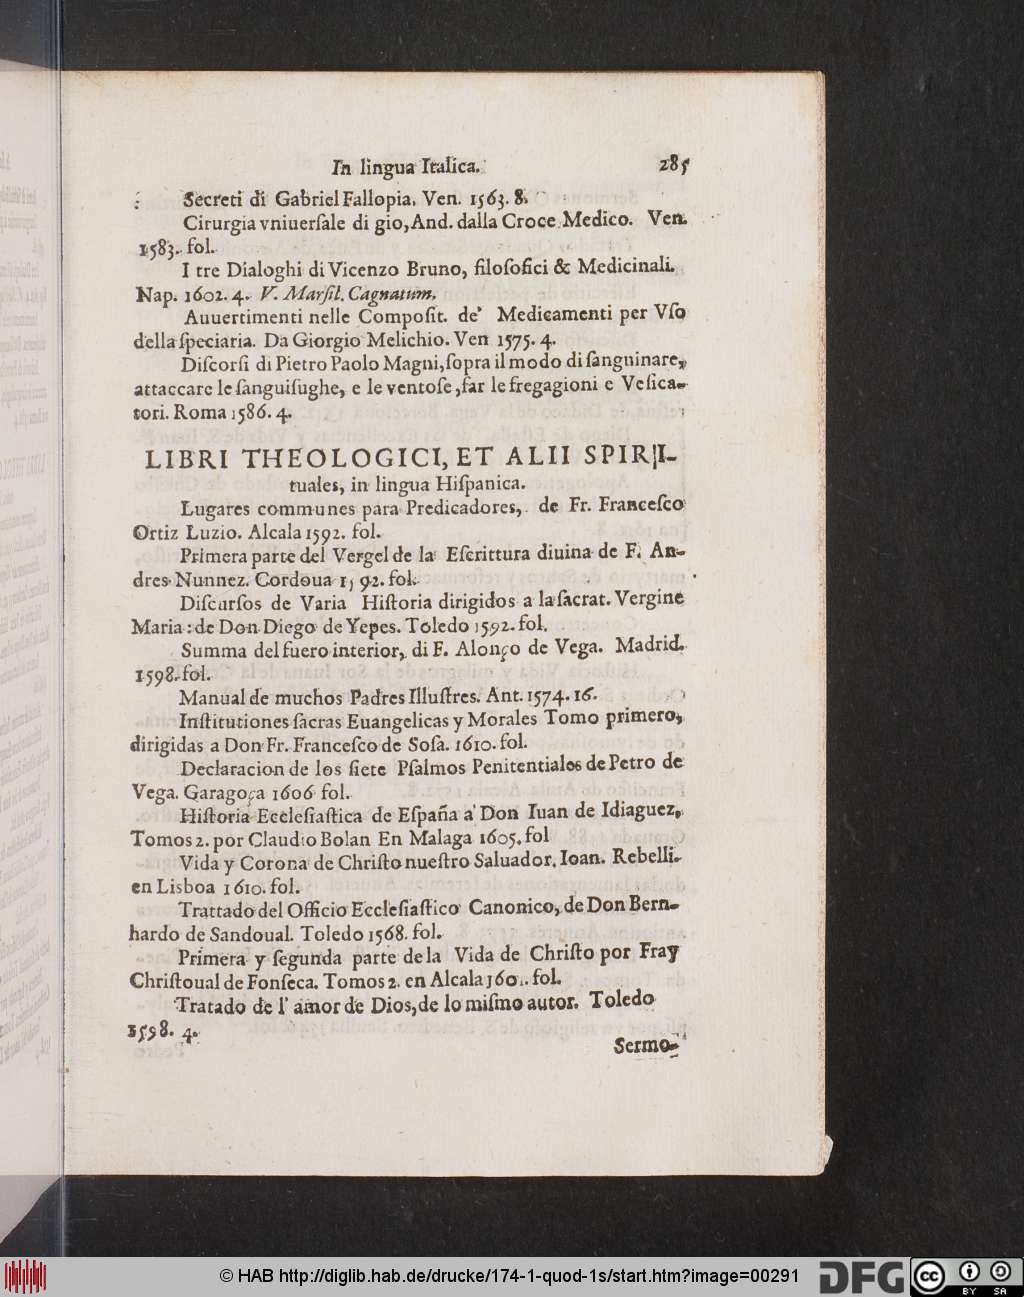 In lingua Italica. 285
Secreti di Gabriel Fallopia. Ven. 1563. 8.
Cirurgia vniuerſale di gio, And. dalla Croce Medico. Ven.
1583. fol.
I tre Dialoghi di Vicenzo Bruno, filoſofici & Medicinali.
Nap. 1602. 4. V. Marſil. Cagnatum.
Auuertimenti nelle Compoſit. de' Medicamenti per Vſo
della ſpeciaria. Da Giorgio Melichio. Ven 1575. 4.
Diſcorſi di Pietro Paolo Magni, ſopra il modo di ſanguinare,
attaccare le ſanguiſughe, e le ventoſe, far le fregagioni e Veſica-
tori. Roma 1586. 4.
LIBRI THEOLOGICI, ET ALII SPIRI-
tuales, in lingua Hiſpanica.
Lugares communes para Predicadores, de Fr. Franceſco
Ortiz Luzio. Alcala 1592. fol.
Primera parte del Vergel de la Eſcrittura diuina de F. An-
dres Nunnez. Cordoua 1592. fol.
Diſcurſos de Varia Hiſtoria dirigidos a la ſacrat. Vergine
Maria: de Don Diego de Yepes. Toledo 1592. fol.
Summa del fuero interior, di F. Alonço de Vega. Madrid.
1598. fol.
Manual de muchos Padres Illuſtres. Ant. 1574. 16.
Inſtitutiones ſacras Euangelicas y Morales Tomo primero,
dirigidas a Don Fr. Franceſco de Soſa. 1610. fol.
Declaracion de los ſiete Pſalmos Penitentiales de Petro de
Vega. Garagoça 1606 fol.
Hiſtoria Eccleſiaſtica de Eſpaña a' Don Iuan de Idiaguez,
Tomos 2. por Claudio Bolan En Malaga 1605. fol
Vida y Corona de Chriſto nueſtro Saluador. Ioan. Rebelli.
en Lisboa 1610. fol.
Trattado del Officio Eccleſiaſtico Canonico, de Don Bern-
hardo de Sandoual. Toledo 1568. fol.
Primera y ſegunda parte de la Vida de Chriſto por Fray
Chriſtoual de Fonſeca. Tomos 2. en Alcala fol.
Tratado de l' amor de Dios, de lo miſmo autor. Toledo
1598. 4.
Sermo-
© HAB http://diglib.hab.de/drucke/174-1-quod-1s/start.htm?image=00291
DFG
cc BY SA